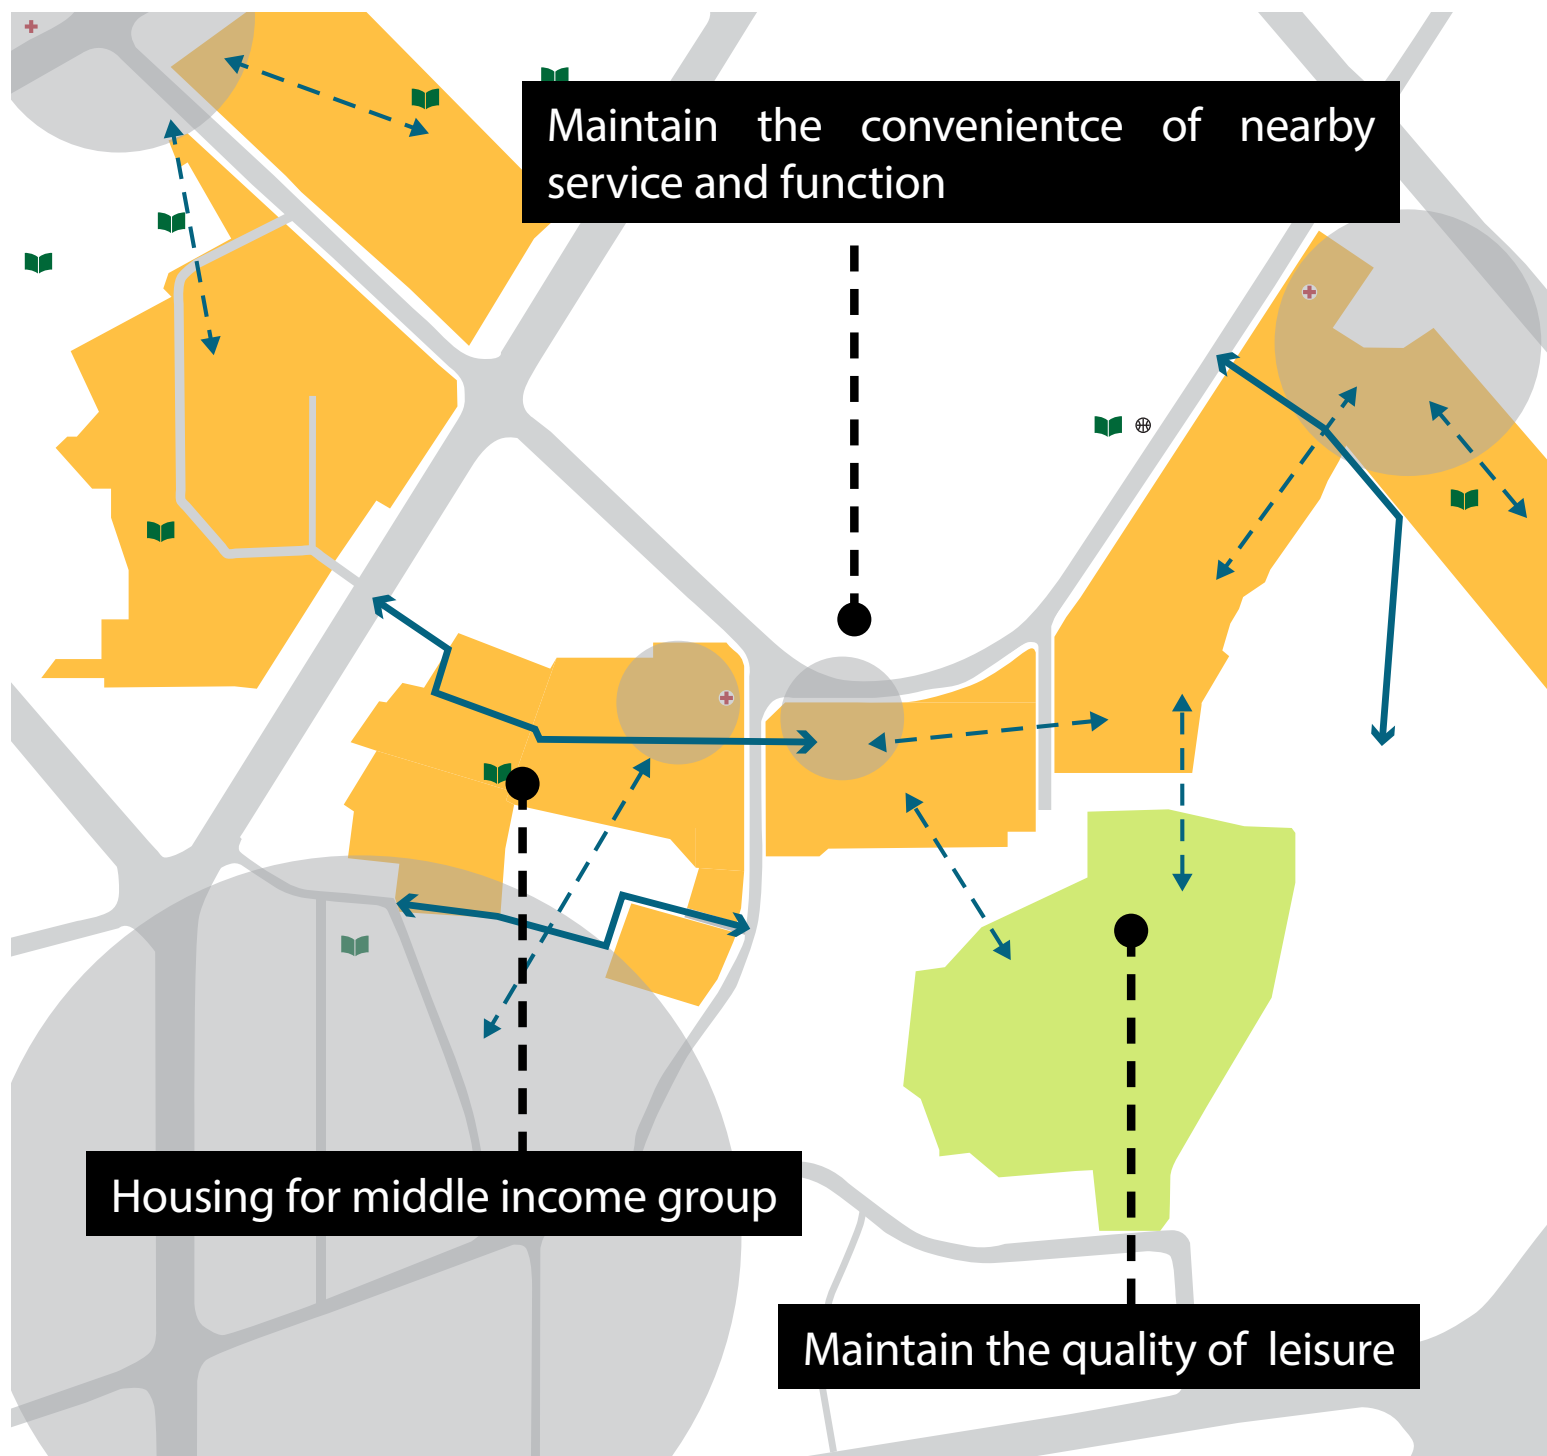 Maintain the convenientce of nearby
service and function
Housing for middle income group
Maintain the quality of leisure